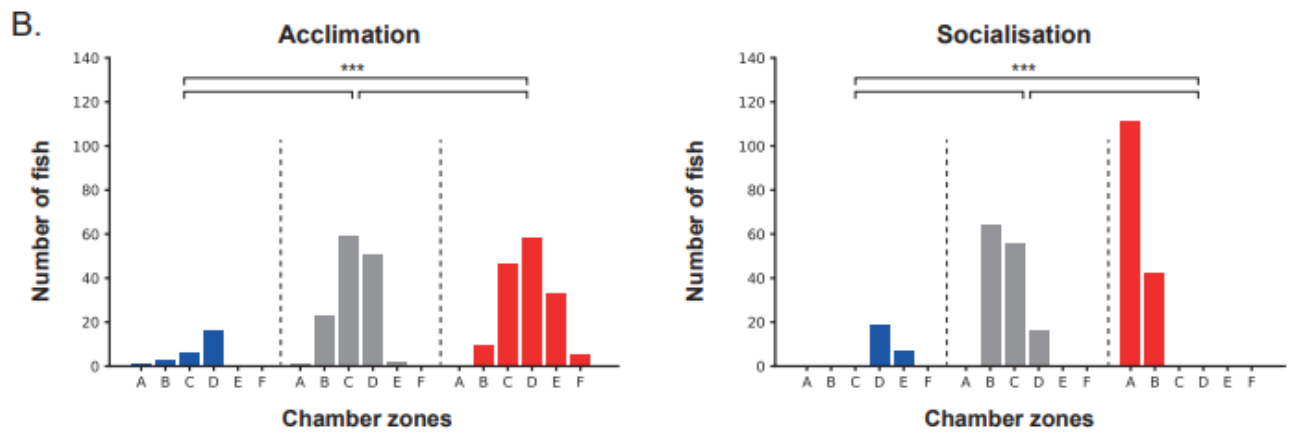 B.
Acclimation
Number of fish
140
120
100
80
60
40
20
0
***
A B C D E F A B C D E F A B C D E F
Chamber zones
Socialisation
Number of fish
140
120
100
80
60
40
20
0
***
A B C D E F A B C D E F A B C D E F
Chamber zones